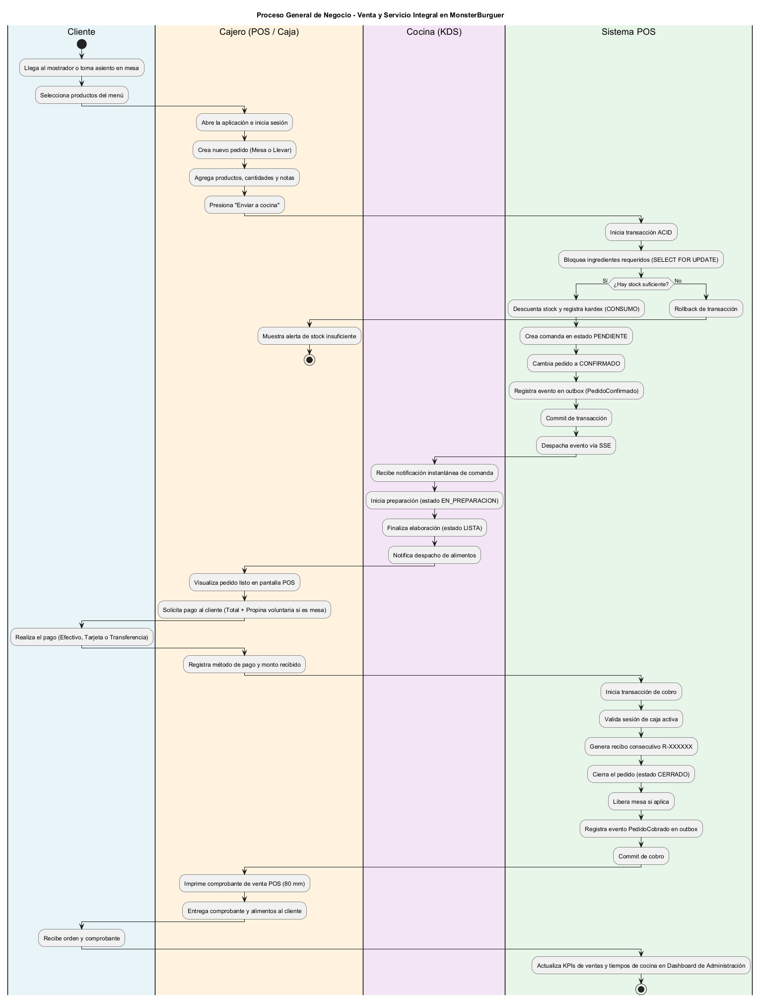 Proceso General de Negocio - Venta y Servicio Integral en MonsterBurguer
Cliente
Cajero (POS / Caja)
Cocina (KDS)
Sistema POS
Llega al mostrador o toma asiento en mesa
Selecciona productos del menú
Abre la aplicación e inicia sesión
Crea nuevo pedido (Mesa o Llevar)
Agrega productos, cantidades y notas
Presiona "Enviar a cocina"
Inicia transacción ACID
Bloquea ingredientes requeridos (SELECT FOR UPDATE)
Sí
¿Hay stock suficiente?
No
Descuenta stock y registra kardex (CONSUMO)
Rollback de transacción
Muestra alerta de stock insuficiente
Crea comanda en estado PENDIENTE
Cambia pedido a CONFIRMADO
Registra evento en outbox (PedidoConfirmado)
Commit de transacción
Despacha evento vía SSE
Recibe notificación instantánea de comanda
Inicia preparación (estado EN_PREPARACION)
Finaliza elaboración (estado LISTA)
Notifica despacho de alimentos
Visualiza pedido listo en pantalla POS
Solicita pago al cliente (Total + Propina voluntaria si es mesa)
Realiza el pago (Efectivo, Tarjeta o Transferencia)
Registra método de pago y monto recibido
Inicia transacción de cobro
Valida sesión de caja activa
Genera recibo consecutivo R-XXXXXX
Cierra el pedido (estado CERRADO)
Libera mesa si aplica
Registra evento PedidoCobrado en outbox
Commit de cobro
Imprime comprobante de venta POS (80 mm)
Entrega comprobante y alimentos al cliente
Recibe orden y comprobante
Actualiza KPIs de ventas y tiempos de cocina en Dashboard de Administración